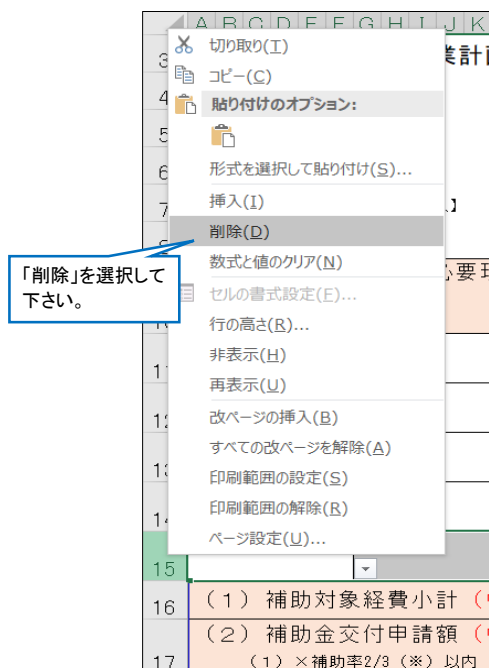 A B C D E F G H I J K
3
業計画
切り取り(T)
コピー(C)
4
貼り付けのオプション:
5
6
形式を選択して貼り付け(S)...
7
挿入(I)
】
削除(D)
「削除」を選択して
下さい。
数式と値のクリア(N)
必要理
セルの書式設定(F)...
行の高さ(R)...
非表示(H)
再表示(U)
改ページの挿入(B)
すべての改ページを解除(A)
印刷範囲の設定(S)
印刷範囲の解除(R)
ページ設定(U)...
15
16
(1) 補助対象経費小計 (
(2) 補助金交付申請額 (
17
(1)×補助率2/3(※)以内